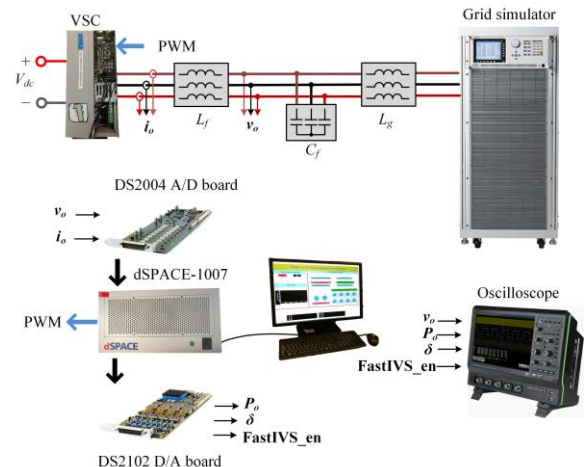 VSC
Grid simulator
PWM
+
V_dc
−
i_o
L_f
v_o
C_f
L_g
DS2004 A/D board
v_o
i_o
dSPACE-1007
PWM
dSPACE
Oscilloscope
v_o
P_o
δ
FastIVS_en
P_o
δ
FastIVS_en
DS2102 D/A board